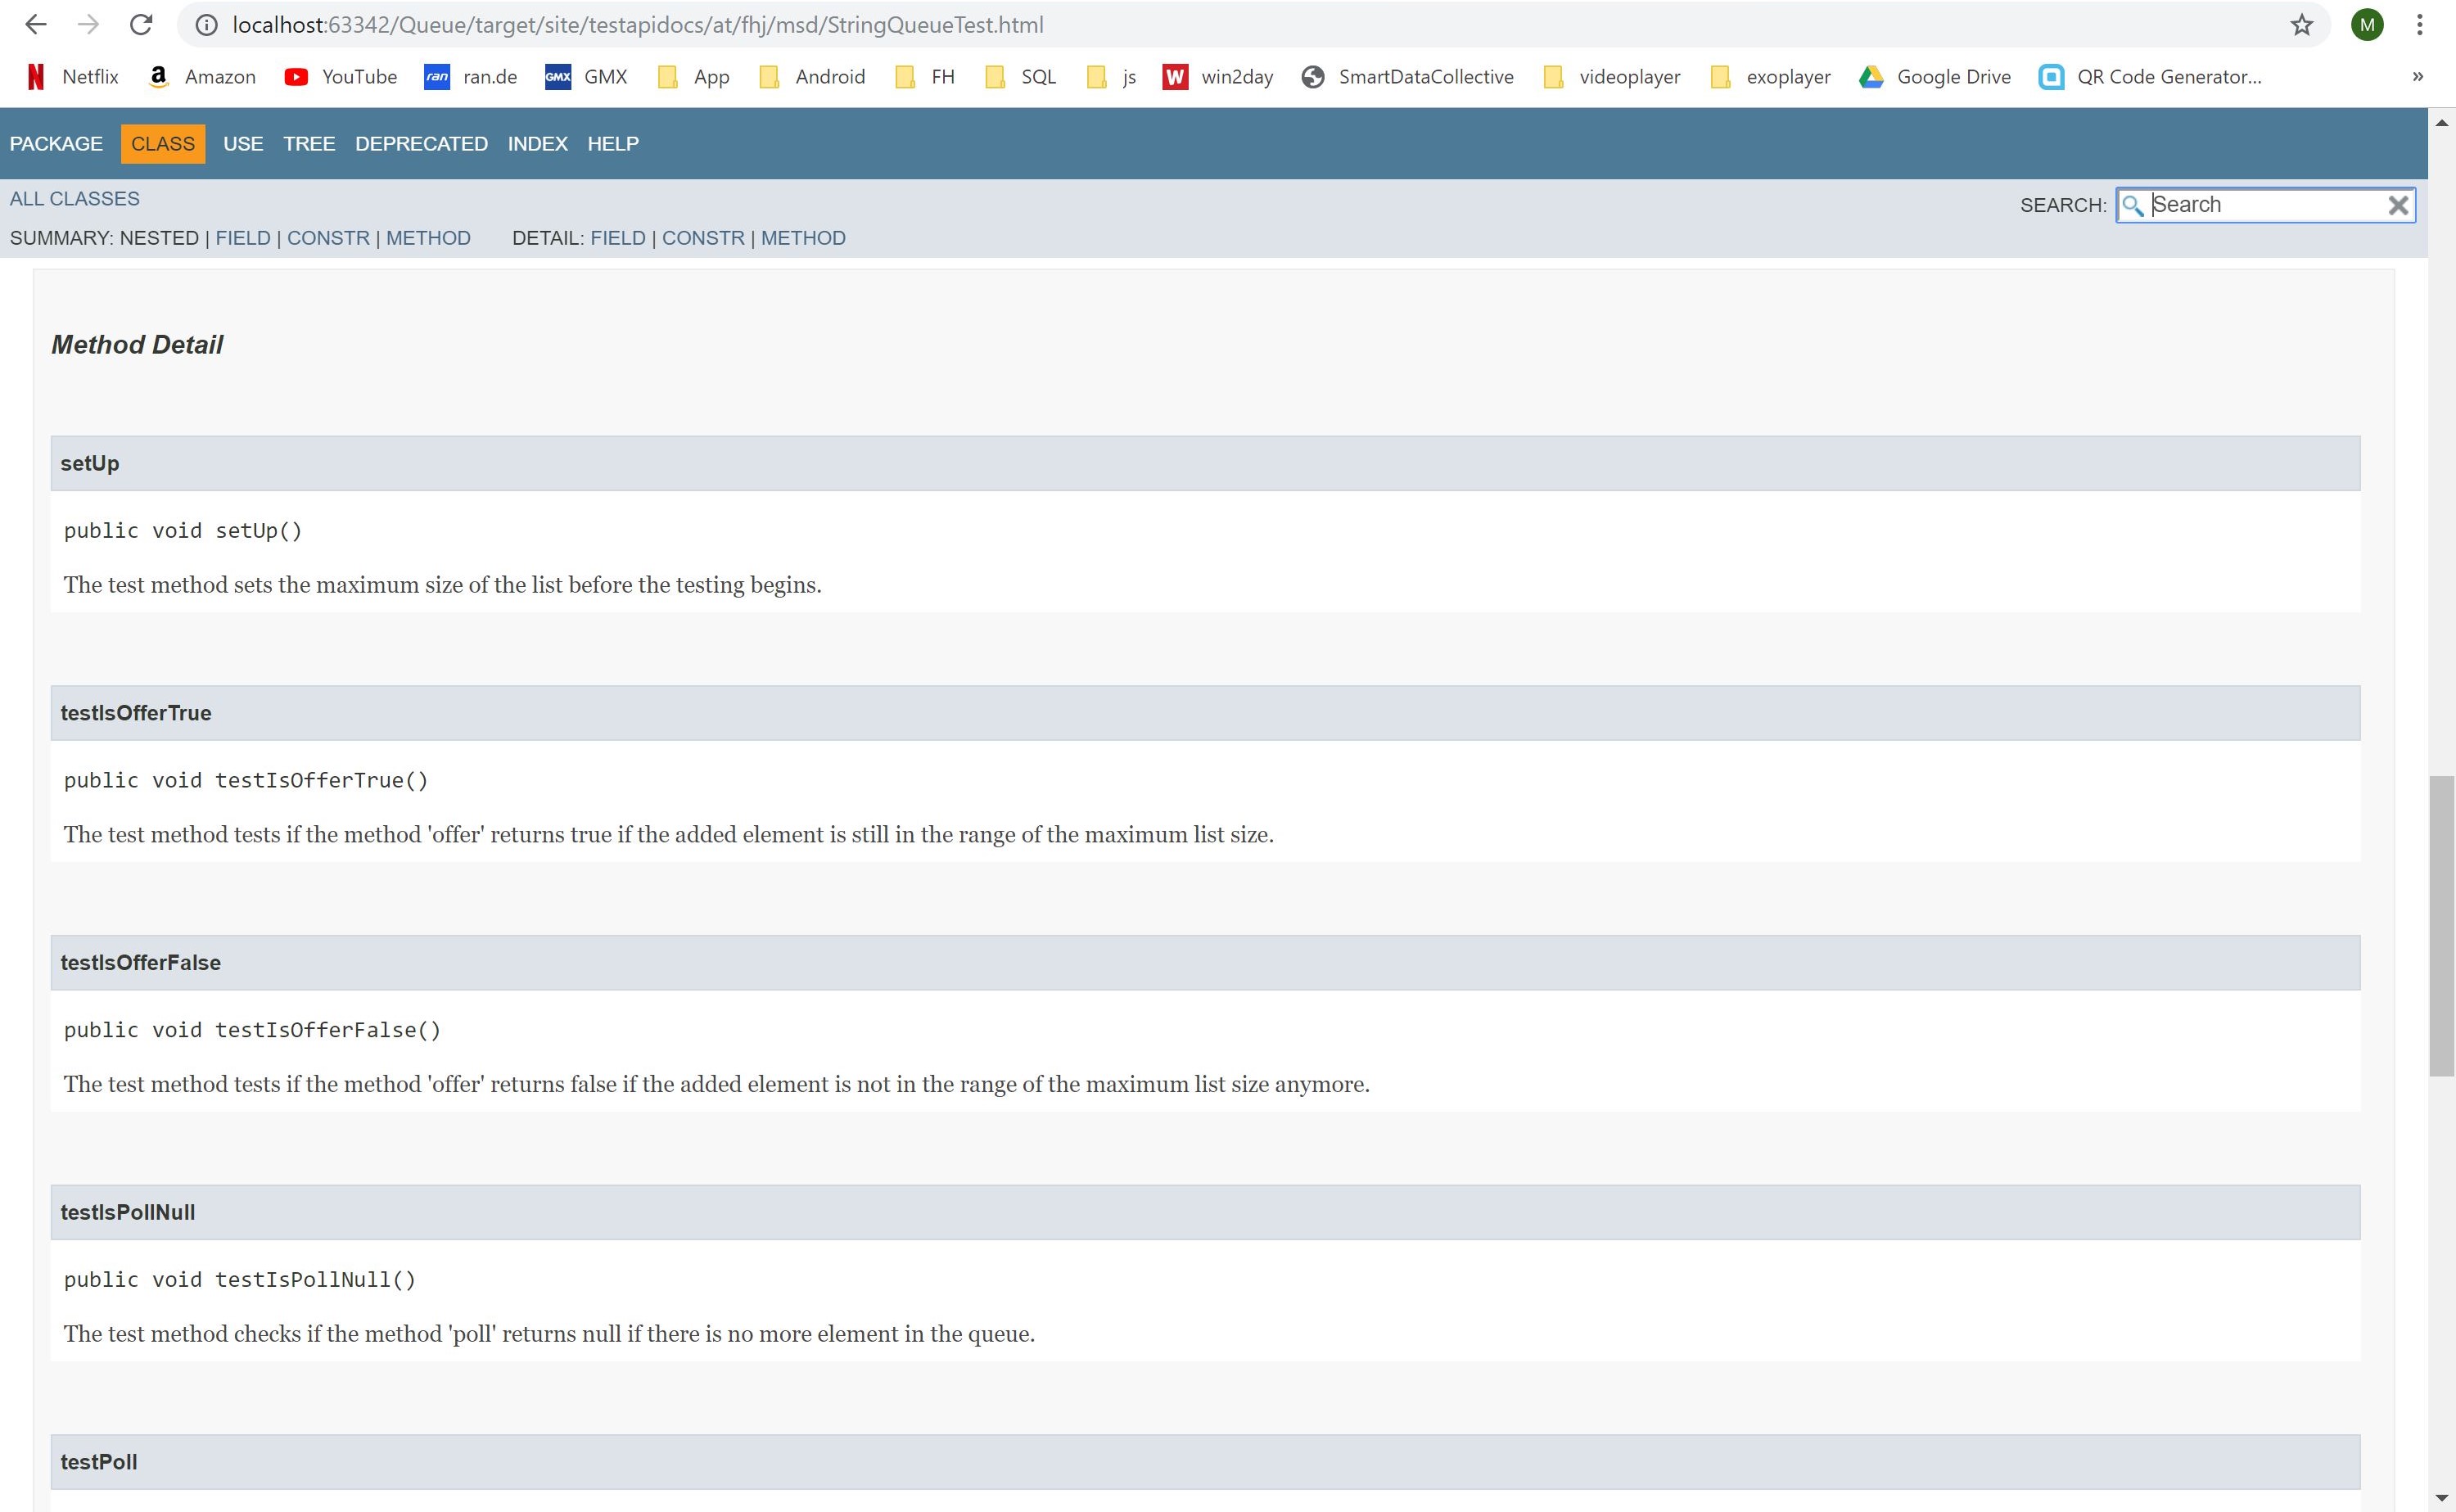 localhost:63342/Queue/target/site/testapidocs/at/fhj/msd/StringQueueTest.html
M
N Netflix a Amazon YouTube ran ran.de GMX GMX App Android FH SQL js W win2day SmartDataCollective videoplayer exoplayer Google Drive QR Code Generator... »
PACKAGE CLASS USE TREE DEPRECATED INDEX HELP
ALL CLASSES
SEARCH: Search
SUMMARY: NESTED | FIELD | CONSTR | METHOD DETAIL: FIELD | CONSTR | METHOD
Method Detail
setUp
public void setUp()
The test method sets the maximum size of the list before the testing begins.
testIsOfferTrue
public void testIsOfferTrue()
The test method tests if the method 'offer' returns true if the added element is still in the range of the maximum list size.
testIsOfferFalse
public void testIsOfferFalse()
The test method tests if the method 'offer' returns false if the added element is not in the range of the maximum list size anymore.
testIsPollNull
public void testIsPollNull()
The test method checks if the method 'poll' returns null if there is no more element in the queue.
testPoll